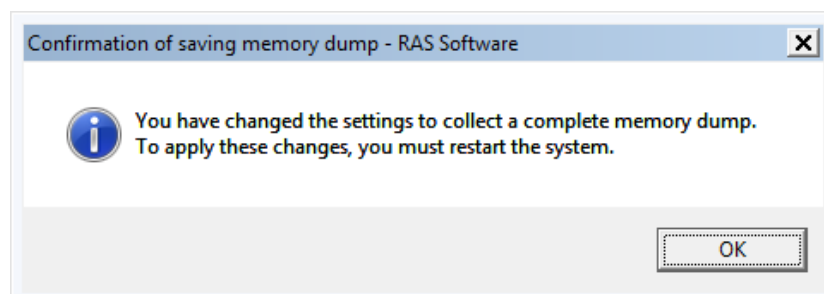 Confirmation of saving memory dump - RAS Software
You have changed the settings to collect a complete memory dump.
To apply these changes, you must restart the system.
OK